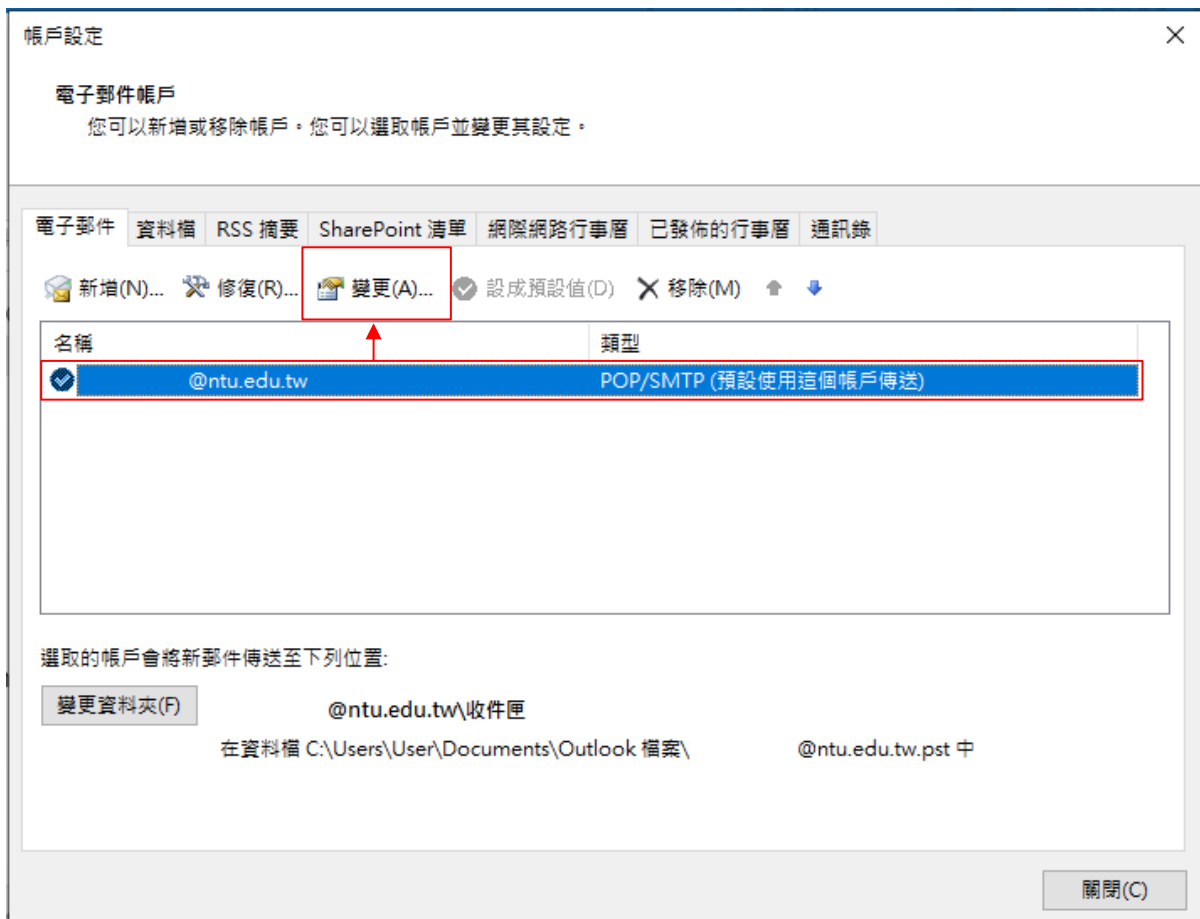 帳戶設定
電子郵件帳戶
您可以新增或移除帳戶。您可以選取帳戶並變更其設定。
電子郵件 資料檔 RSS 摘要 SharePoint 清單 網際網路行事曆 已發佈的行事曆 通訊錄
新增(N)... 修復(R)... 變更(A)... 設成預設值(D) 移除(M)
名稱 類型
@ntu.edu.tw POP/SMTP (預設使用這個帳戶傳送)
選取的帳戶會將新郵件傳送至下列位置:
變更資料夾(F) @ntu.edu.tw\收件匣
在資料檔 C:\Users\User\Documents\Outlook 檔案\ @ntu.edu.tw.pst 中
關閉(C)